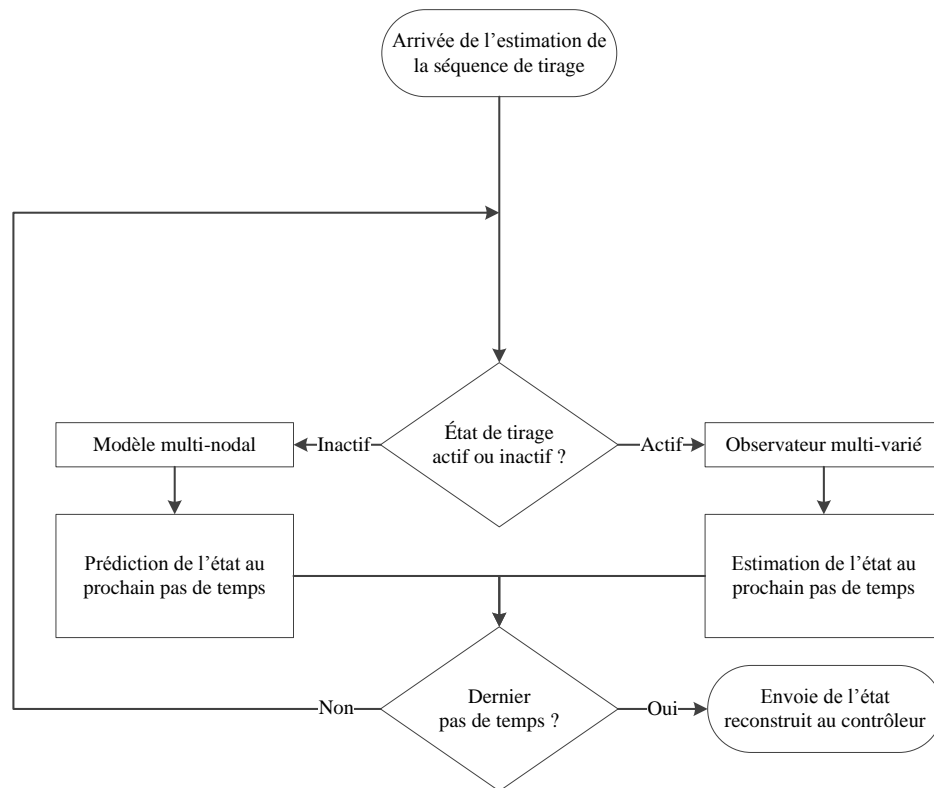 Arrivée de l’estimation de
la séquence de tirage
État de tirage
actif ou inactif ?
Inactif
Actif
Modèle multi-nodal
Observateur multi-varié
Prédiction de l’état au
prochain pas de temps
Estimation de l’état au
prochain pas de temps
Dernier
pas de temps ?
Non
Oui
Envoie de l’état
reconstruit au contrôleur